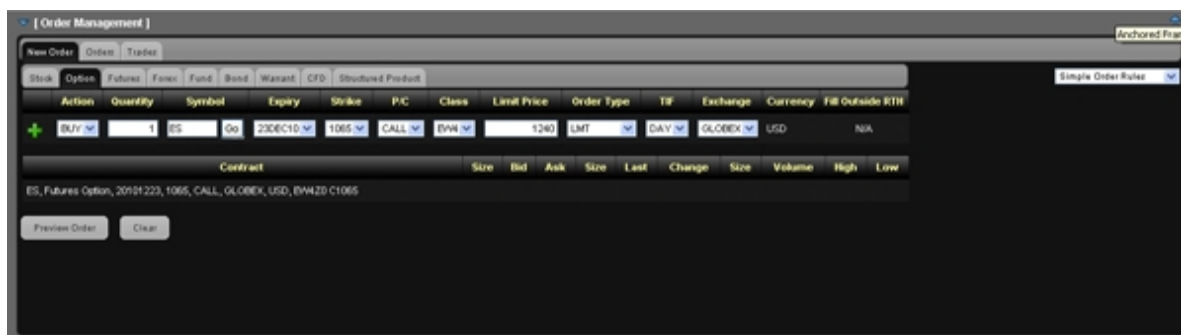 [ Order Management ]
Anchored Fra
New Order Orders Trades
Stock Option Futures Forex Fund Bond Warrant CFD Structured Product Simple Order Rules
Action Quantity Symbol Expiry Strike P/C Class Limit Price Order Type TIF Exchange Currency Fill Outside RTH
BUY 1 ES Go 23DEC10 1065 CALL EW4 1240 LMT DAY GLOBEX USD N/A
Contract Size Bid Ask Size Last Change Size Volume High Low
ES, Futures Option, 20101223, 1065, CALL, GLOBEX, USD, EW4Z0 C1065
Preview Order Clear